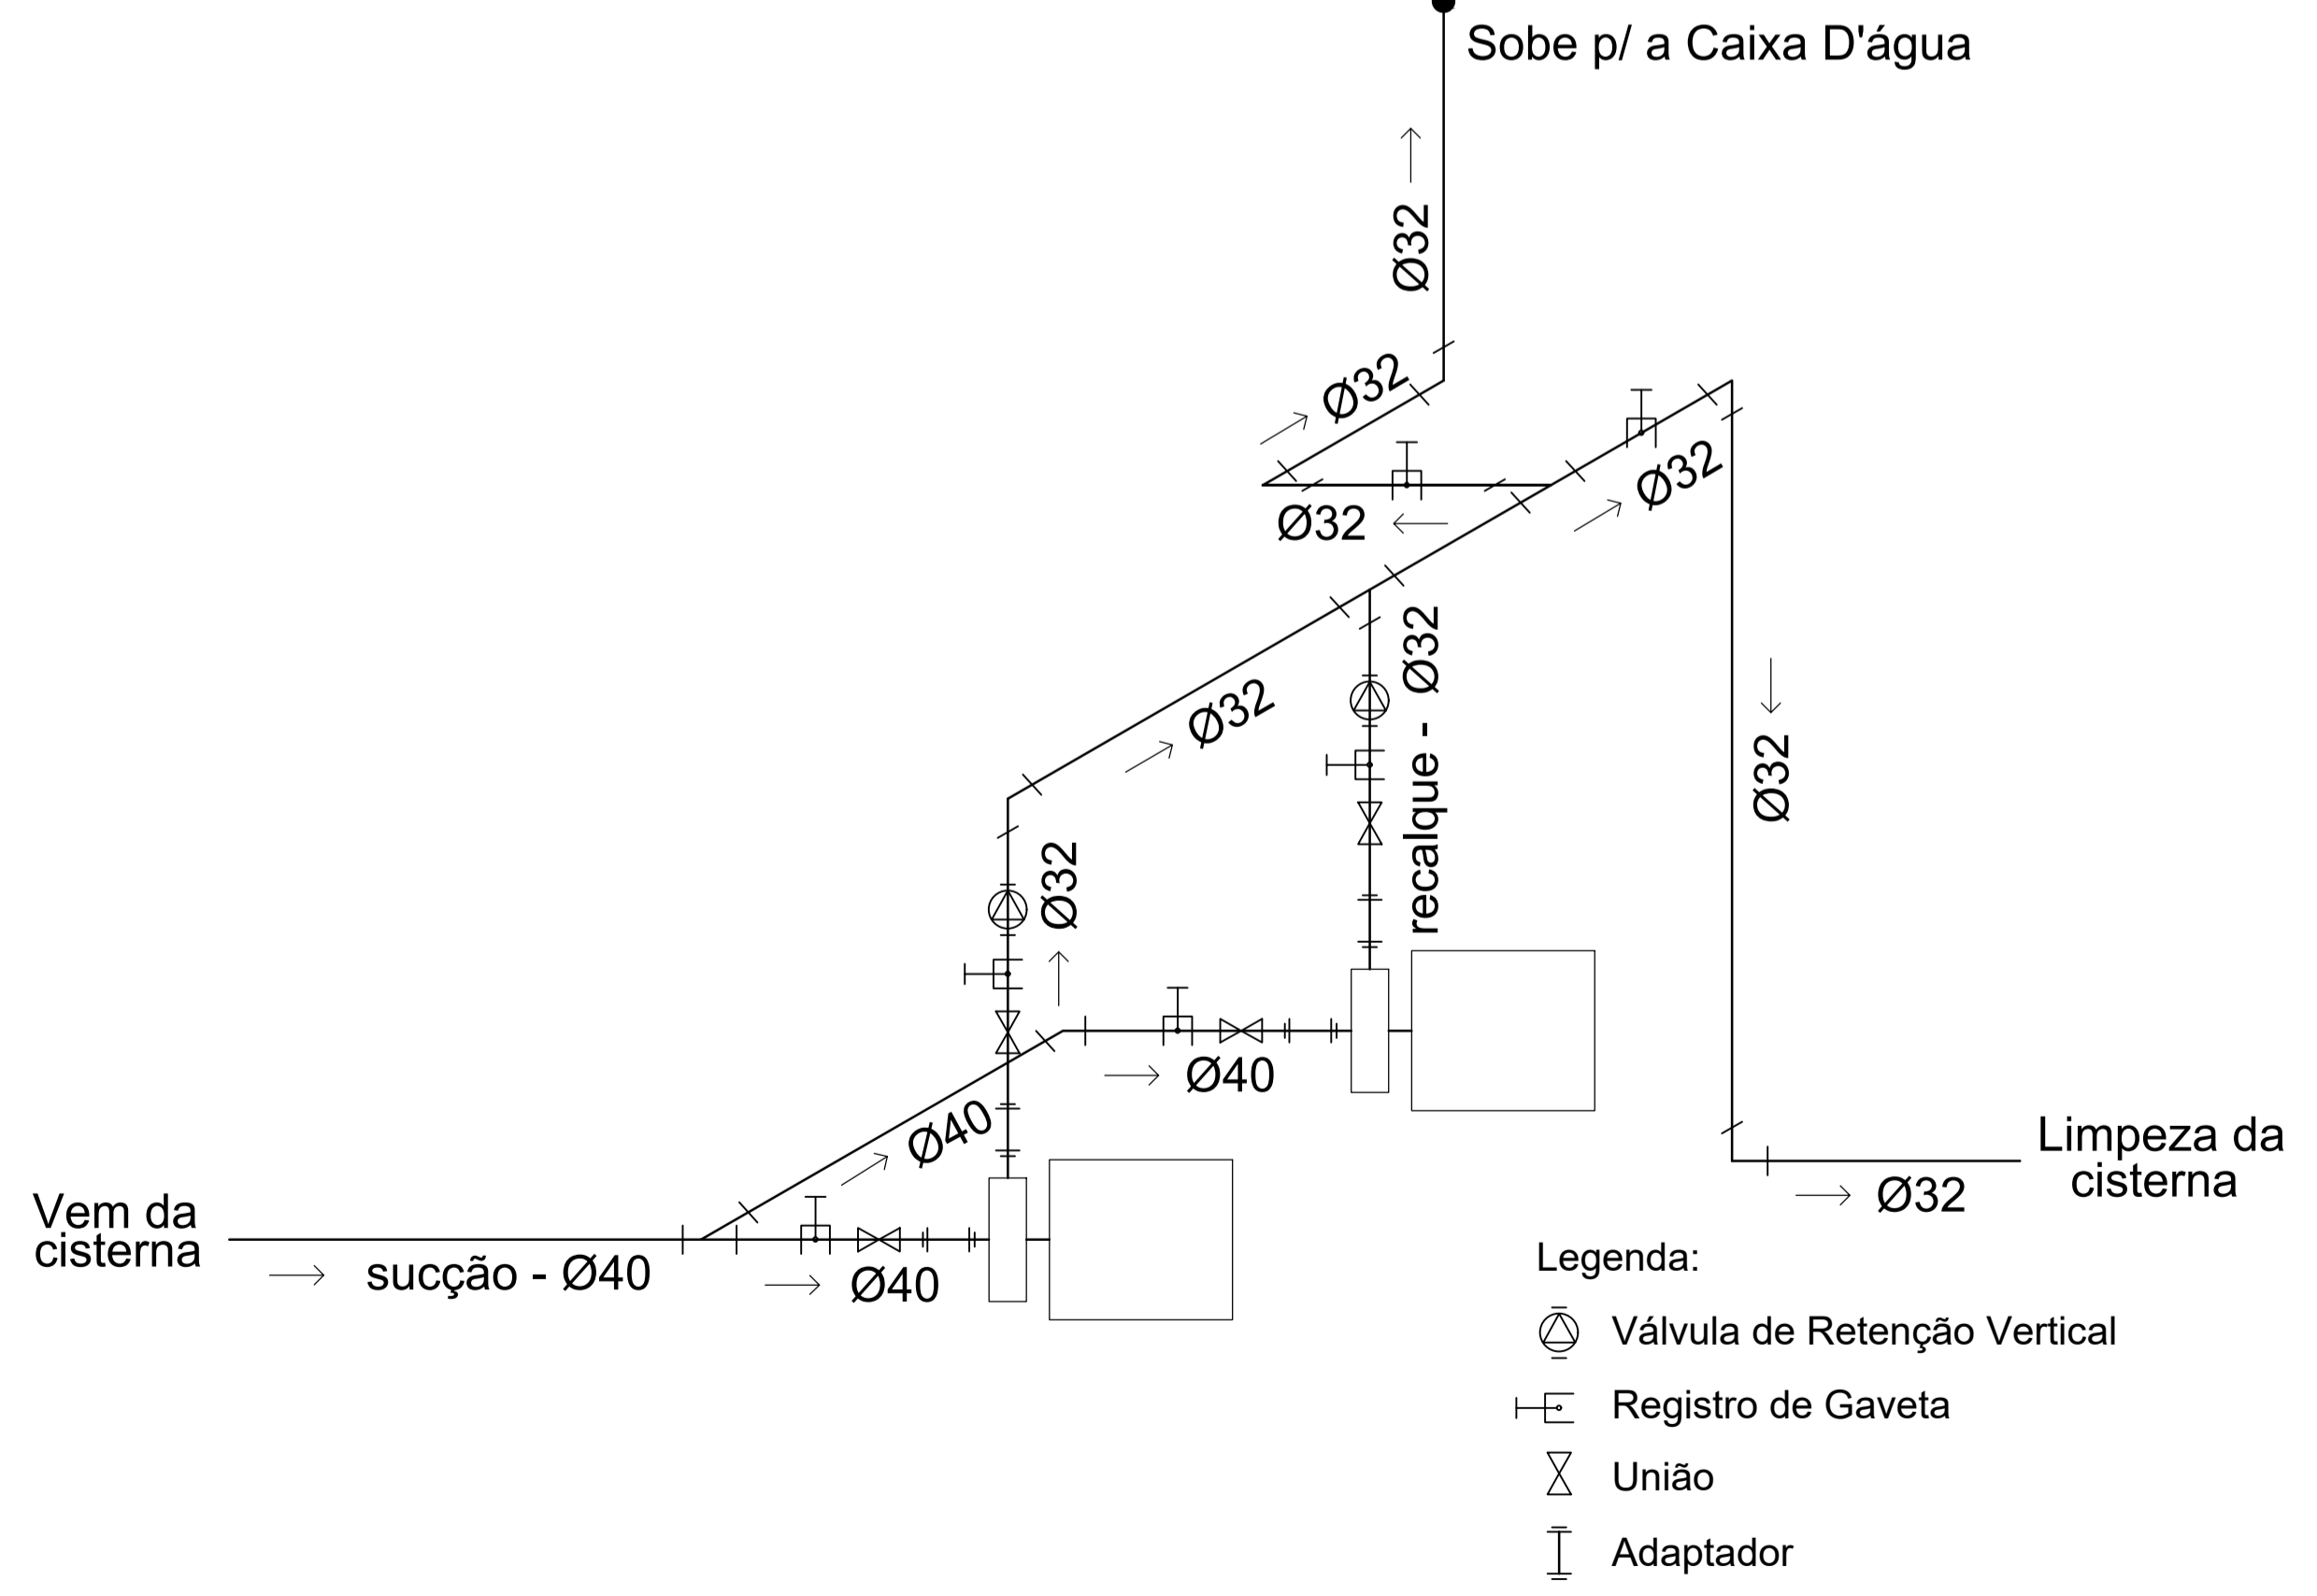 Sobe p/ a Caixa D'água
Ø32
Ø32
Ø32
Ø32
Ø32
recalque - Ø32
Ø32
Ø32
Ø40
Ø40
Limpeza da
cisterna
Ø32
Vem da
cisterna
sucção - Ø40
Ø40
Legenda:
Válvula de Retenção Vertical
Registro de Gaveta
União
Adaptador